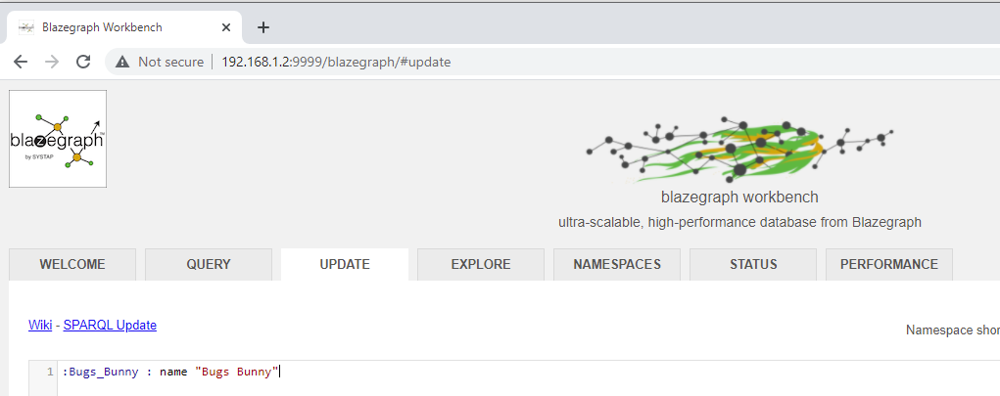 Blazegraph Workbench
Not secure | 192.168.1.2:9999/blazegraph/#update
blazegraph™
by SYSTAP
blazegraph workbench
ultra-scalable, high-performance database from Blazegraph
WELCOME QUERY UPDATE EXPLORE NAMESPACES STATUS PERFORMANCE
Wiki - SPARQL Update
Namespace shor
1 :Bugs_Bunny : name "Bugs Bunny"